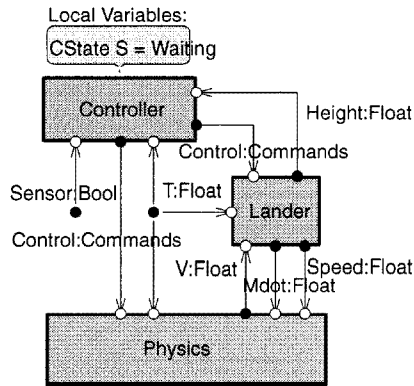 Local Variables:
CState S = Waiting
Controller
Height:Float
Control:Commands
Sensor:Bool
T:Float
Lander
Control:Commands
V:Float
Speed:Float
Mdot:Float
Physics